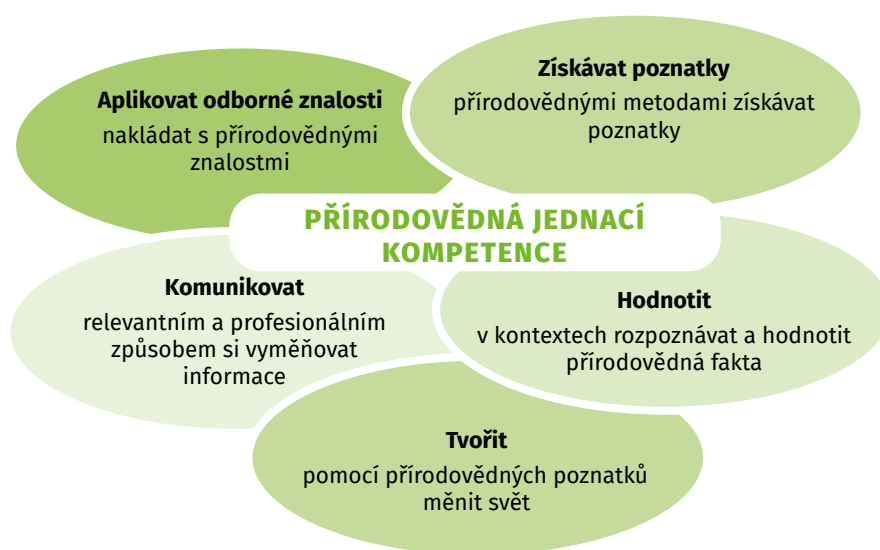 Aplikovat odborné znalosti
nakládat s přírodovědnými
znalostmi
Získávat poznatky
přírodovědnými metodami získávat
poznatky
PŘÍRODOVĚDNÁ JEDNACÍ
KOMPETENCE
Komunikovat
relevantním a profesionálním
způsobem si vyměňovat
informace
Hodnotit
v kontextech rozpoznávat a hodnotit
přírodovědná fakta
Tvořit
pomocí přírodovědných poznatků
měnit svět